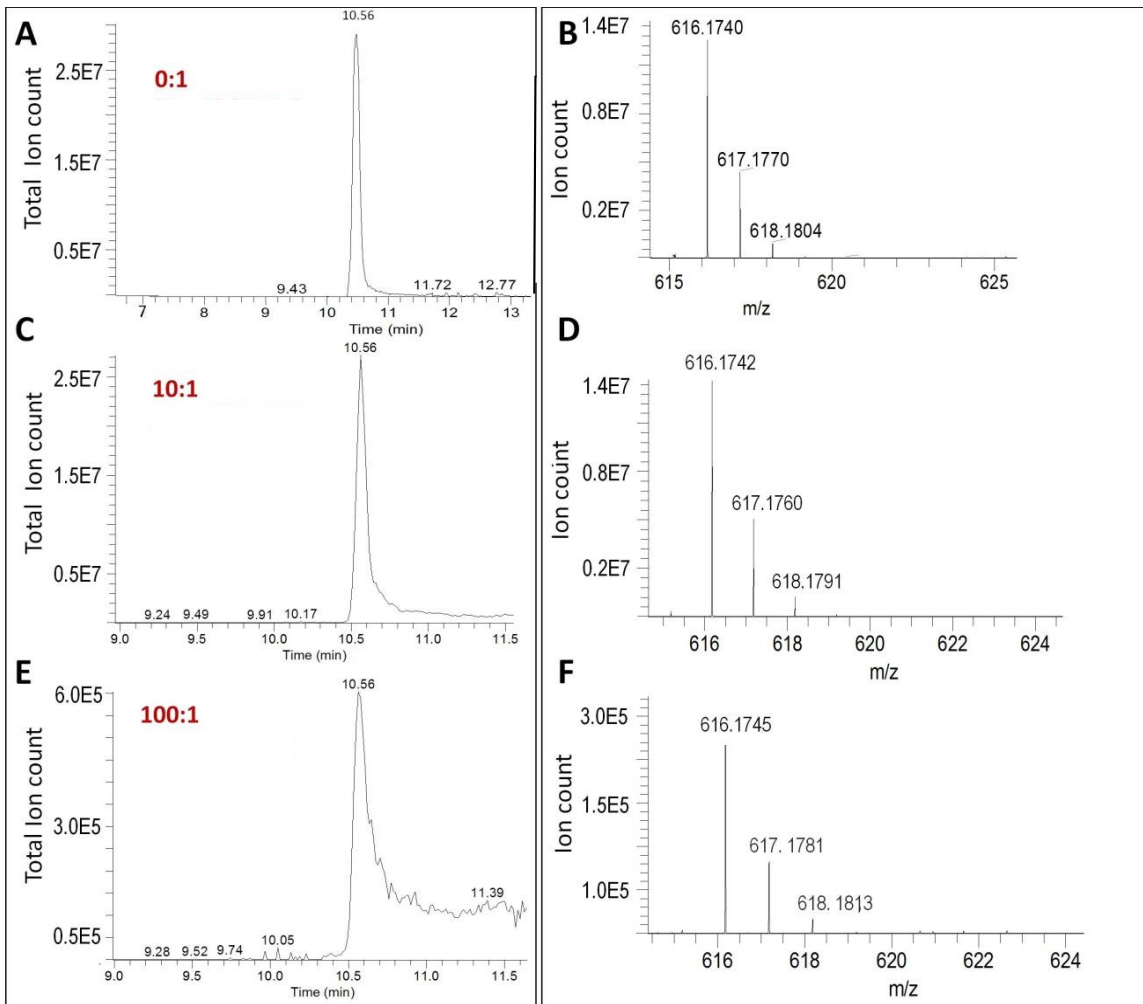 A
0:1
10.56
Total Ion count
2.5E7
1.5E7
0.5E7
9.43
11.72
12.77
7 8 9 10 11 12 13
Time (min)
B
616.1740
617.1770
618.1804
Ion count
1.4E7
0.8E7
0.2E7
615 620 625
m/z
C
10:1
10.56
Total Ion count
2.5E7
1.5E7
0.5E7
9.24 9.49 9.91 10.17
9.0 9.5 10.0 10.5 11.0 11.5
Time (min)
D
616.1742
617.1760
618.1791
Ion count
1.4E7
0.8E7
0.2E7
616 618 620 622 624
m/z
E
100:1
10.56
Total Ion count
6.0E5
3.0E5
0.5E5
9.28 9.52 9.74 10.05
11.39
9.0 9.5 10.0 10.5 11.0 11.5
Time (min)
F
616.1745
617. 1781
618. 1813
Ion count
3.0E5
1.5E5
1.0E5
616 618 620 622 624
m/z